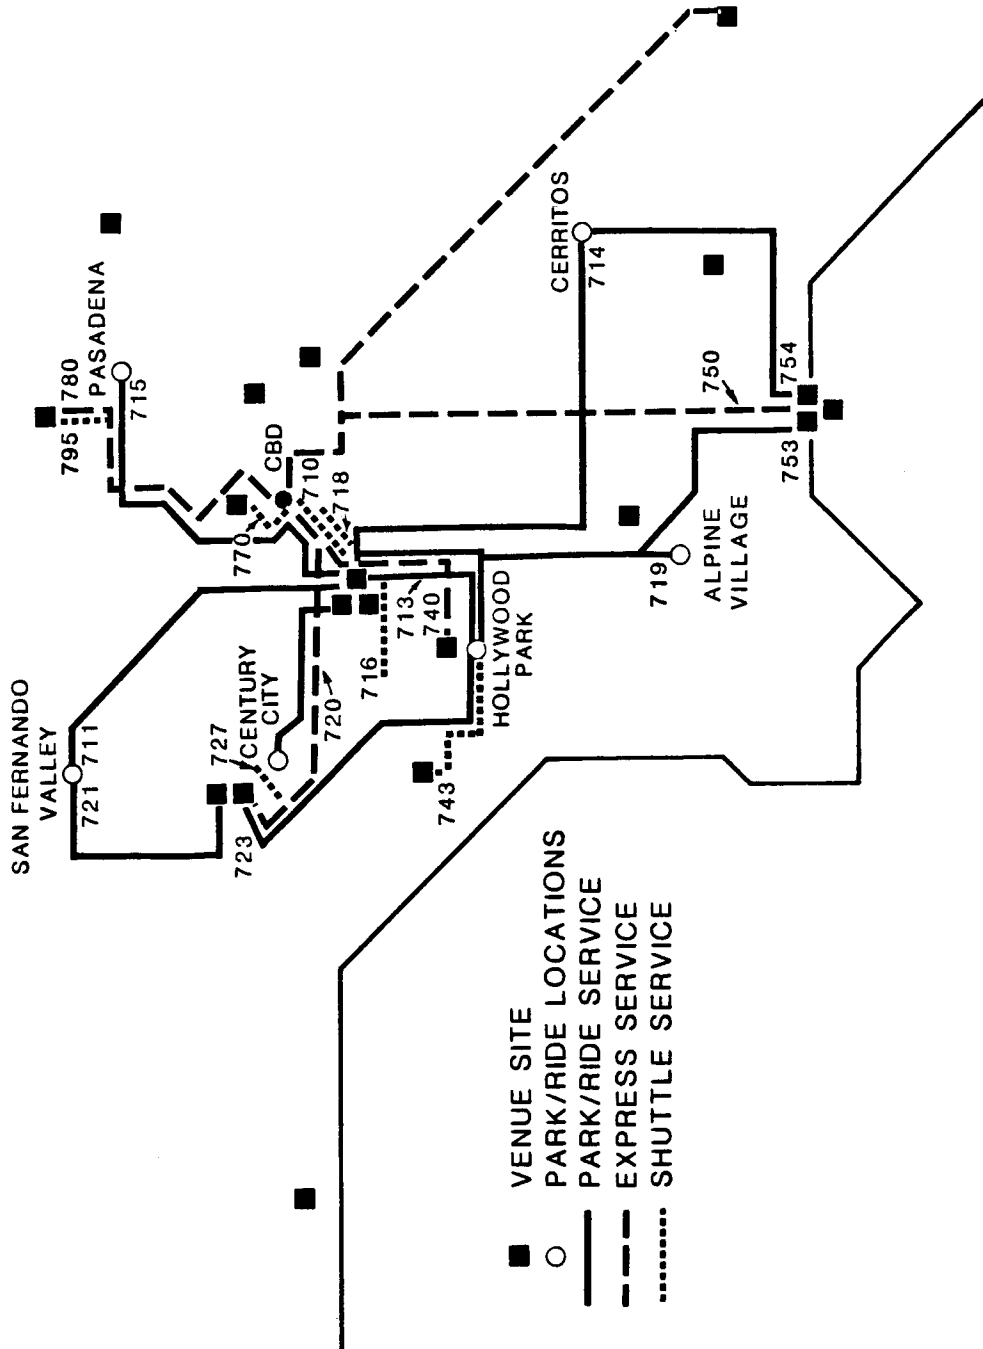 SAN FERNANDO
VALLEY
721
711
723
727
CENTURY
CITY
720
716
713
740
743
HOLLYWOOD
PARK
770
CBD
710
718
795
780
PASADENA
715
CERRITOS
714
719
ALPINE
VILLAGE
750
753
754
VENUE SITE
PARK/RIDE LOCATIONS
PARK/RIDE SERVICE
EXPRESS SERVICE
SHUTTLE SERVICE